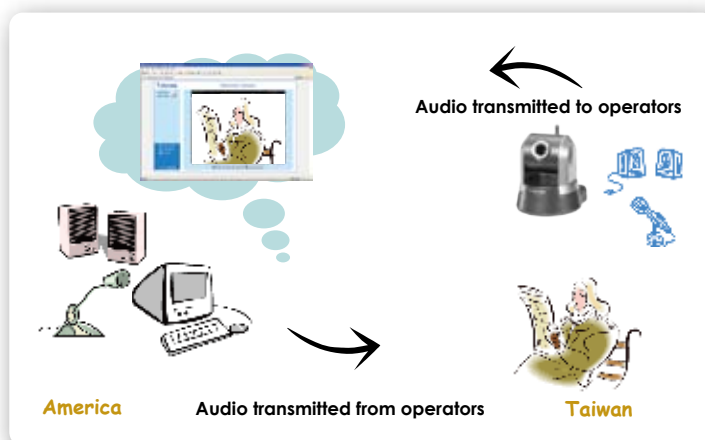 Audio transmitted to operators
America
Audio transmitted from operators
Taiwan